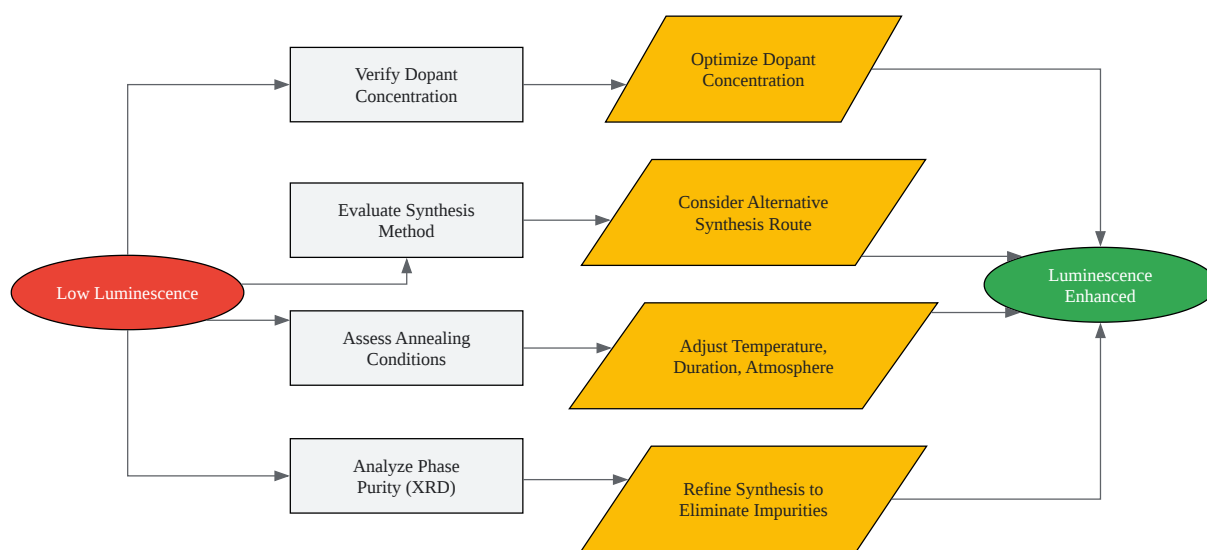 Low Luminescence
Verify Dopant
Concentration
Optimize Dopant
Concentration
Evaluate Synthesis
Method
Consider Alternative
Synthesis Route
Assess Annealing
Conditions
Adjust Temperature,
Duration, Atmosphere
Analyze Phase
Purity (XRD)
Refine Synthesis to
Eliminate Impurities
Luminescence
Enhanced